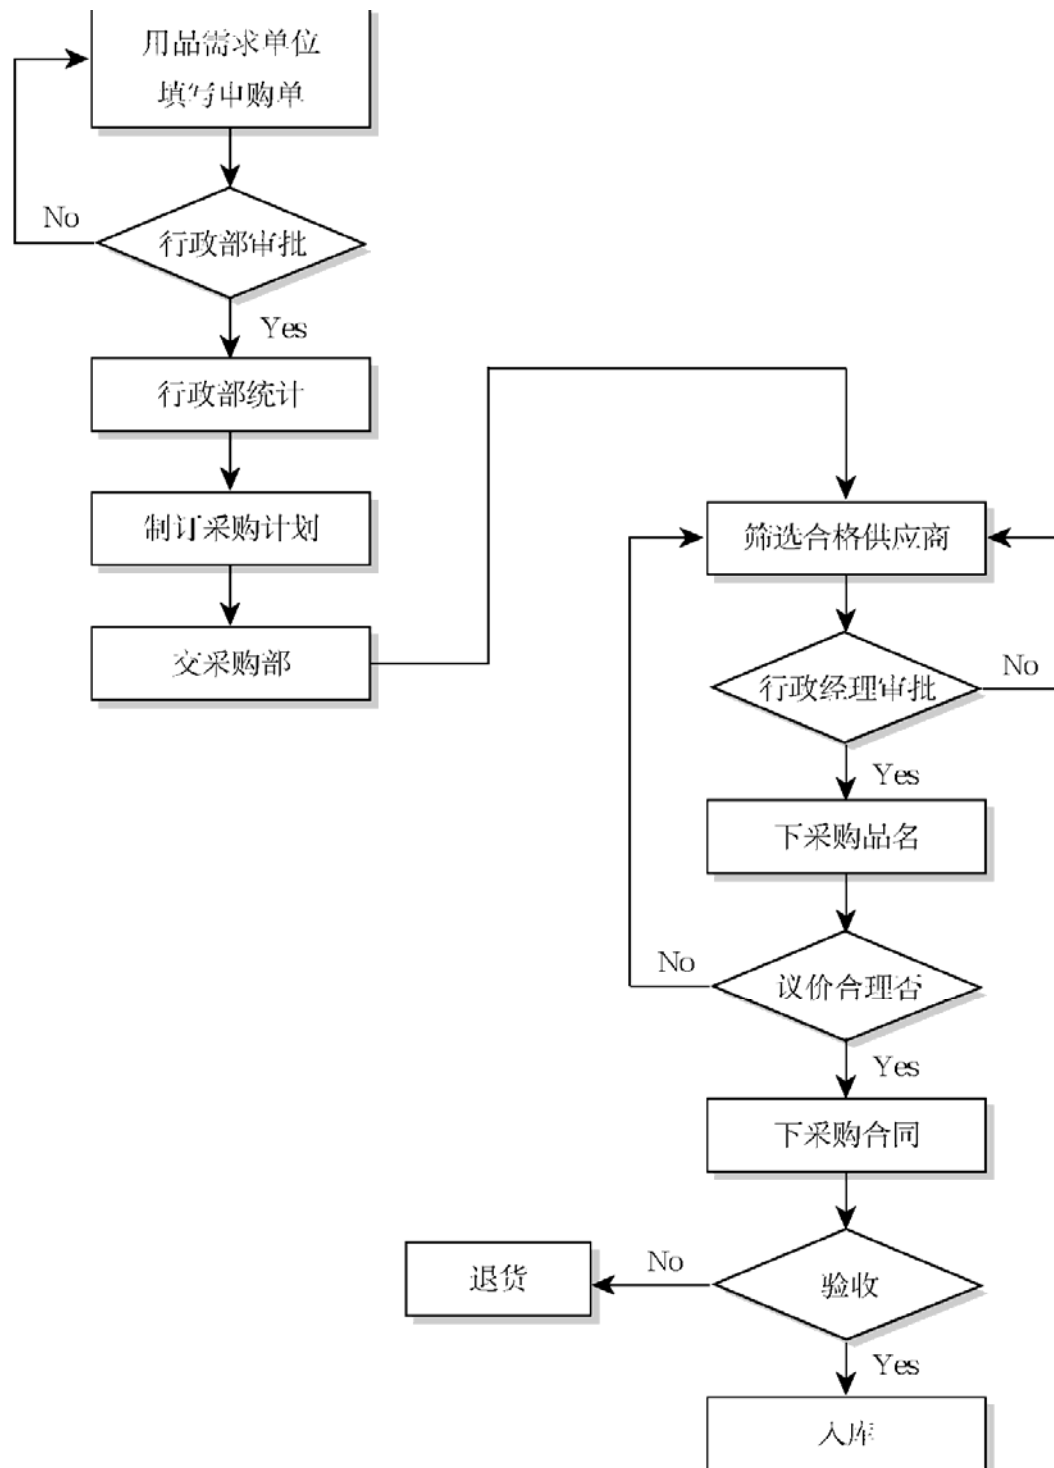 用品需求单位
填写申购单
No
行政部审批
Yes
行政部统计
制订采购计划
交采购部
筛选合格供应商
行政经理审批
No
Yes
下采购品名
No
议价合理否
Yes
下采购合同
退货
No
验收
Yes
入库